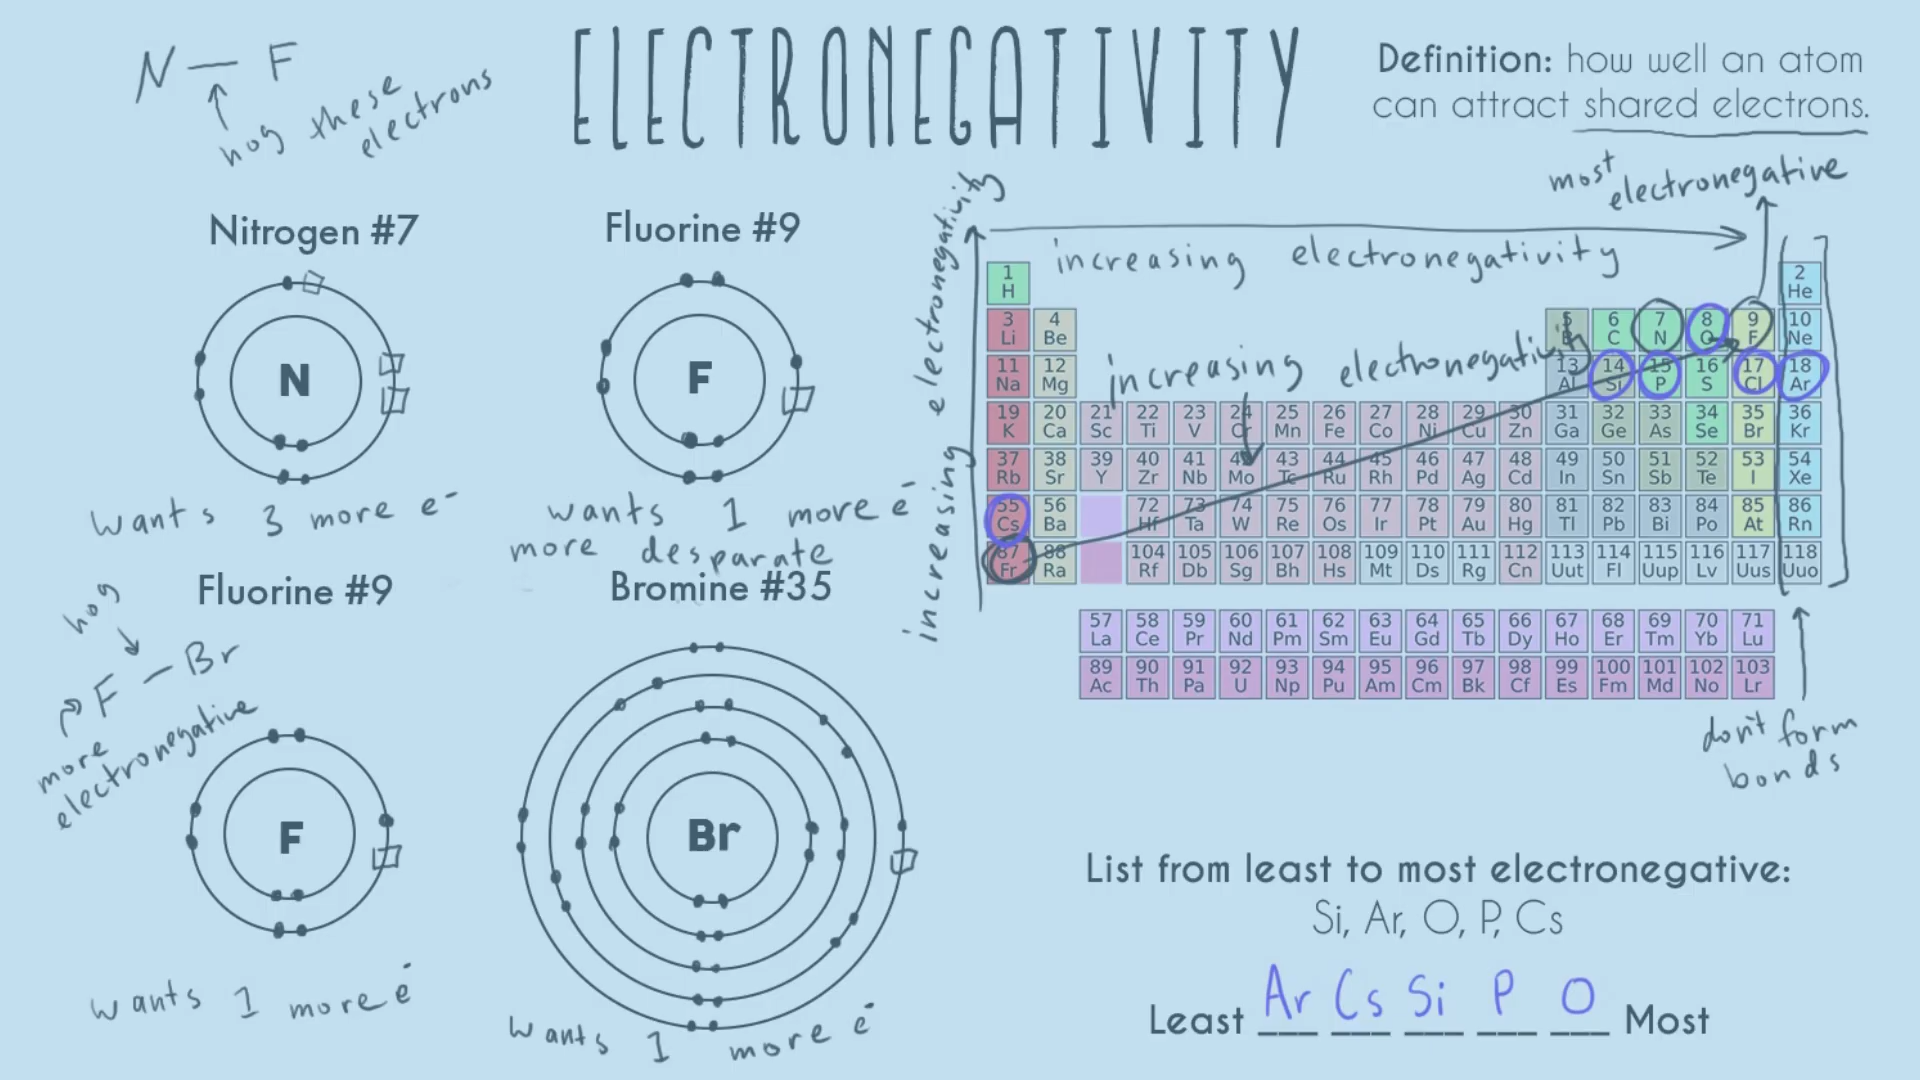 ELECTRONEGATIVITY
Definition: how well an atom
can attract shared electrons.
N — F
hog these
electrons
Nitrogen #7
N
wants 3 more e-
Fluorine #9
F
wants 1 more e-
more desparate
hog
F — Br
more
electronegative
Fluorine #9
F
wants 1 more e-
Bromine #35
Br
wants 1 more e-
most
electronegative
increasing electronegativity
increasing electronegativity
increasing electronegativity
1 2
H He
3 4 5 6 7 8 9 10
Li Be B C N O F Ne
11 12 13 14 15 16 17 18
Na Mg Al Si P S Cl Ar
19 20 21 22 23 24 25 26 27 28 29 30 31 32 33 34 35 36
K Ca Sc Ti V Cr Mn Fe Co Ni Cu Zn Ga Ge As Se Br Kr
37 38 39 40 41 42 43 44 45 46 47 48 49 50 51 52 53 54
Rb Sr Y Zr Nb Mo Tc Ru Rh Pd Ag Cd In Sn Sb Te I Xe
55 56 72 73 74 75 76 77 78 79 80 81 82 83 84 85 86
Cs Ba Hf Ta W Re Os Ir Pt Au Hg Tl Pb Bi Po At Rn
87 88 104 105 106 107 108 109 110 111 112 113 114 115 116 117 118
Fr Ra Rf Db Sg Bh Hs Mt Ds Rg Cn Uut Fl Uup Lv Uus Uuo
57 58 59 60 61 62 63 64 65 66 67 68 69 70 71
La Ce Pr Nd Pm Sm Eu Gd Tb Dy Ho Er Tm Yb Lu
89 90 91 92 93 94 95 96 97 98 99 100 101 102 103
Ac Th Pa U Np Pu Am Cm Bk Cf Es Fm Md No Lr
don't form
bonds
List from least to most electronegative:
Si, Ar, O, P, Cs
Least Ar Cs Si P O Most